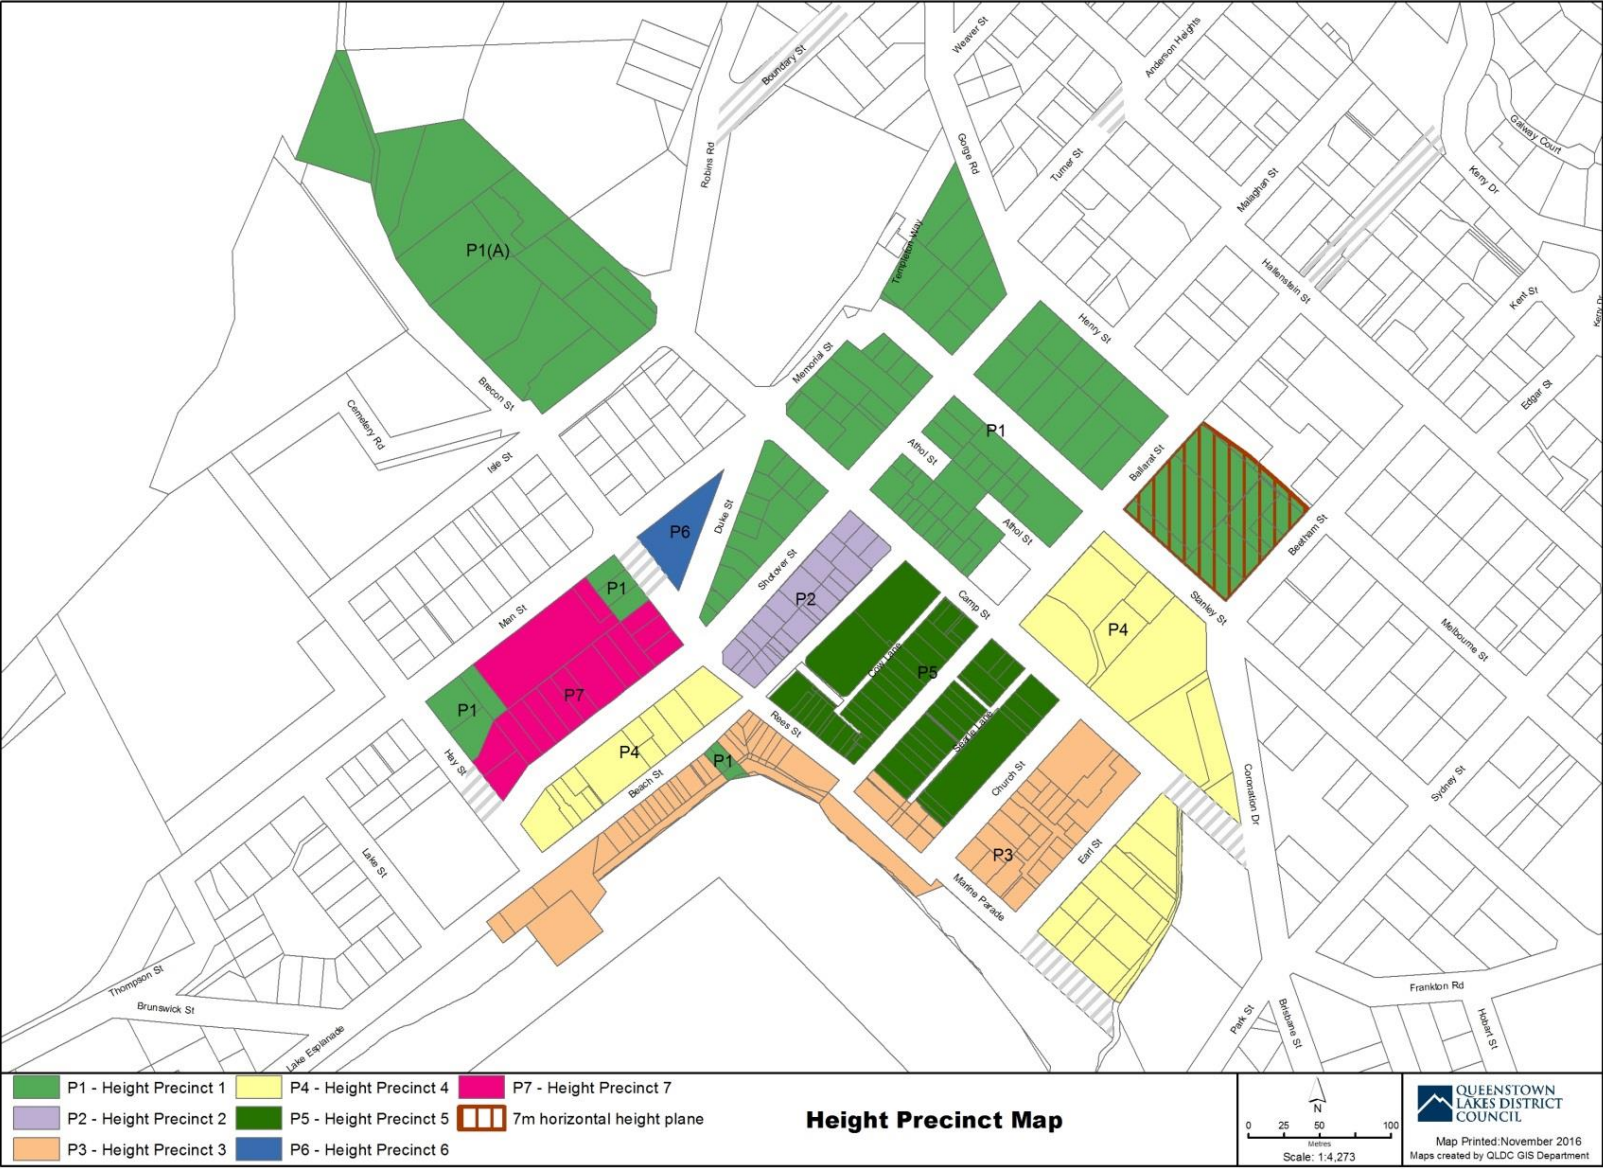 Weaver St
Anderson Heights
Boundary St
Galway Court
Gorge Rd
Robins Rd
Turner St
Kerry Dr
Malaghan St
Templeton Way
P1(A)
Hallenstein St
Kent St
Kerry Dr
Henry St
Memorial St
Brecon St
Edgar St
Cemetery Rd
P1
Athol St
Ballarat St
Isle St
Duke St
P6
Athol St
Beetham St
Shotover St
P1
P2
Camp St
Stanley St
Man St
P4
Melbourne St
Cow Lane
P5
P7
P1
Rees St
Searle Lane
P4
P1
Hay St
Beach St
Church St
Coronation Dr
Sydney St
P3
Earl St
Lake St
Marine Parade
Thompson St
Brunswick St
Frankton Rd
Park St
Brisbane St
Hobart St
Lake Esplanade
P1 - Height Precinct 1
P4 - Height Precinct 4
P7 - Height Precinct 7
P2 - Height Precinct 2
P5 - Height Precinct 5
7m horizontal height plane
P3 - Height Precinct 3
P6 - Height Precinct 6
Height Precinct Map
N
0 25 50 100
Metres
Scale: 1:4,273
QUEENSTOWN
LAKES DISTRICT
COUNCIL
Map Printed:November 2016
Maps created by QLDC GIS Department